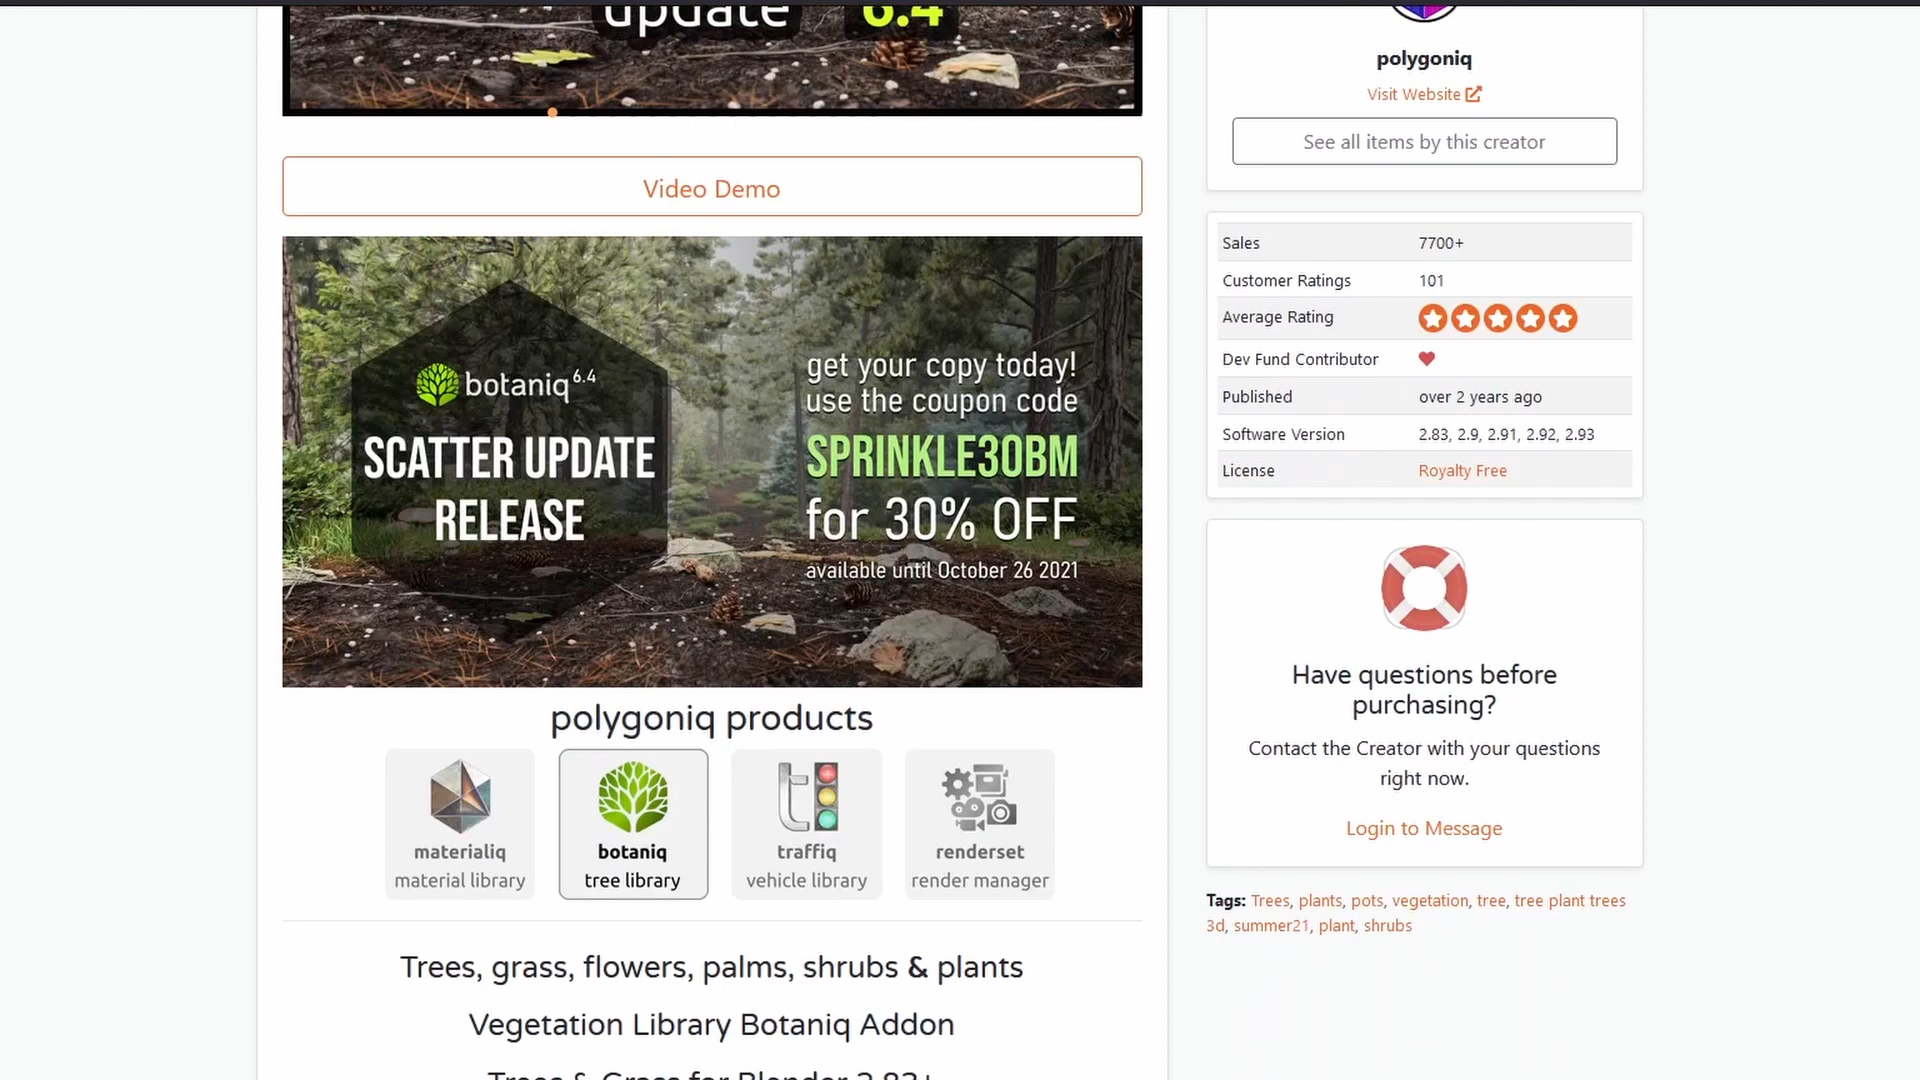 update 6.4
Video Demo
botaniq 6.4
SCATTER UPDATE
RELEASE
get your copy today!
use the coupon code
SPRINKLE30BM
for 30% OFF
available until October 26 2021
polygoniq products
materialiq
material library
botaniq
tree library
traffiq
vehicle library
renderset
render manager
Trees, grass, flowers, palms, shrubs & plants
Vegetation Library Botaniq Addon
Trees & Grass for Blender 2.83+
polygoniq
Visit Website
See all items by this creator
Sales 7700+
Customer Ratings 101
Average Rating
Dev Fund Contributor
Published over 2 years ago
Software Version 2.83, 2.9, 2.91, 2.92, 2.93
License Royalty Free
Have questions before
purchasing?
Contact the Creator with your questions
right now.
Login to Message
Tags: Trees, plants, pots, vegetation, tree, tree plant trees
3d, summer21, plant, shrubs